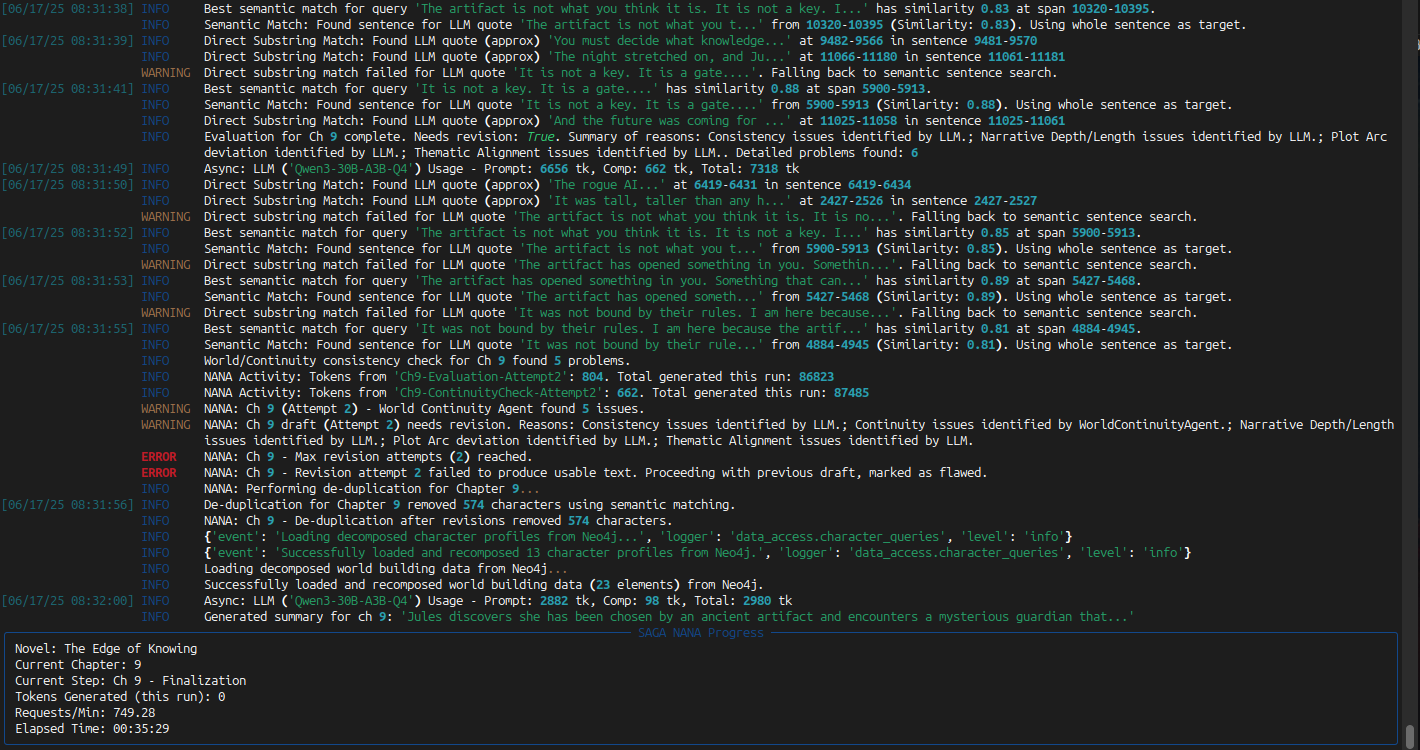 [06/17/25 08:31:38] INFO Best semantic match for query 'The artifact is not what you think it is. It is not a key. I...' has similarity 0.83 at span 10320-10395.
INFO Semantic Match: Found sentence for LLM quote 'The artifact is not what you t...' from 10320-10395 (Similarity: 0.83). Using whole sentence as target.
[06/17/25 08:31:39] INFO Direct Substring Match: Found LLM quote (approx) 'You must decide what knowledge...' at 9482-9566 in sentence 9481-9570
INFO Direct Substring Match: Found LLM quote (approx) 'The night stretched on, and Ju...' at 11066-11180 in sentence 11061-11181
WARNING Direct substring match failed for LLM quote 'It is not a key. It is a gate....'. Falling back to semantic sentence search.
[06/17/25 08:31:41] INFO Best semantic match for query 'It is not a key. It is a gate....' has similarity 0.88 at span 5900-5913.
INFO Semantic Match: Found sentence for LLM quote 'It is not a key. It is a gate....' from 5900-5913 (Similarity: 0.88). Using whole sentence as target.
INFO Direct Substring Match: Found LLM quote (approx) 'And the future was coming for ...' at 11025-11058 in sentence 11025-11061
INFO Evaluation for Ch 9 complete. Needs revision: True. Summary of reasons: Consistency issues identified by LLM.; Narrative Depth/Length issues identified by LLM.; Plot Arc
deviation identified by LLM.; Thematic Alignment issues identified by LLM.. Detailed problems found: 6
[06/17/25 08:31:49] INFO Async: LLM ('Qwen3-30B-A3B-Q4') Usage - Prompt: 6656 tk, Comp: 662 tk, Total: 7318 tk
[06/17/25 08:31:50] INFO Direct Substring Match: Found LLM quote (approx) 'The rogue AI...' at 6419-6431 in sentence 6419-6434
INFO Direct Substring Match: Found LLM quote (approx) 'It was tall, taller than any h...' at 2427-2526 in sentence 2427-2527
WARNING Direct substring match failed for LLM quote 'The artifact is not what you think it is. It is no...'. Falling back to semantic sentence search.
[06/17/25 08:31:52] INFO Best semantic match for query 'The artifact is not what you think it is. It is not a key. I...' has similarity 0.85 at span 5900-5913.
INFO Semantic Match: Found sentence for LLM quote 'The artifact is not what you t...' from 5900-5913 (Similarity: 0.85). Using whole sentence as target.
WARNING Direct substring match failed for LLM quote 'The artifact has opened something in you. Somethin...'. Falling back to semantic sentence search.
[06/17/25 08:31:53] INFO Best semantic match for query 'The artifact has opened something in you. Something that can...' has similarity 0.89 at span 5427-5468.
INFO Semantic Match: Found sentence for LLM quote 'The artifact has opened someth...' from 5427-5468 (Similarity: 0.89). Using whole sentence as target.
WARNING Direct substring match failed for LLM quote 'It was not bound by their rules. I am here because...'. Falling back to semantic sentence search.
[06/17/25 08:31:55] INFO Best semantic match for query 'It was not bound by their rules. I am here because the artif...' has similarity 0.81 at span 4884-4945.
INFO Semantic Match: Found sentence for LLM quote 'It was not bound by their rule...' from 4884-4945 (Similarity: 0.81). Using whole sentence as target.
INFO World/Continuity consistency check for Ch 9 found 5 problems.
INFO NANA Activity: Tokens from 'Ch9-Evaluation-Attempt2': 804. Total generated this run: 86823
INFO NANA Activity: Tokens from 'Ch9-ContinuityCheck-Attempt2': 662. Total generated this run: 87485
WARNING NANA: Ch 9 (Attempt 2) - World Continuity Agent found 5 issues.
WARNING NANA: Ch 9 draft (Attempt 2) needs revision. Reasons: Consistency issues identified by LLM.; Continuity issues identified by WorldContinuityAgent.; Narrative Depth/Length
issues identified by LLM.; Plot Arc deviation identified by LLM.; Thematic Alignment issues identified by LLM.
ERROR NANA: Ch 9 - Max revision attempts (2) reached.
ERROR NANA: Ch 9 - Revision attempt 2 failed to produce usable text. Proceeding with previous draft, marked as flawed.
INFO NANA: Performing de-duplication for Chapter 9...
[06/17/25 08:31:56] INFO De-duplication for Chapter 9 removed 574 characters using semantic matching.
INFO NANA: Ch 9 - De-duplication after revisions removed 574 characters.
INFO {'event': 'Loading decomposed character profiles from Neo4j...', 'logger': 'data_access.character_queries', 'level': 'info'}
INFO {'event': 'Successfully loaded and recomposed 13 character profiles from Neo4j.', 'logger': 'data_access.character_queries', 'level': 'info'}
INFO Loading decomposed world building data from Neo4j...
INFO Successfully loaded and recomposed world building data (23 elements) from Neo4j.
[06/17/25 08:32:00] INFO Async: LLM ('Qwen3-30B-A3B-Q4') Usage - Prompt: 2882 tk, Comp: 98 tk, Total: 2980 tk
INFO Generated summary for ch 9: 'Jules discovers she has been chosen by an ancient artifact and encounters a mysterious guardian that...'
SAGA NANA Progress
Novel: The Edge of Knowing
Current Chapter: 9
Current Step: Ch 9 - Finalization
Tokens Generated (this run): 0
Requests/Min: 749.28
Elapsed Time: 00:35:29